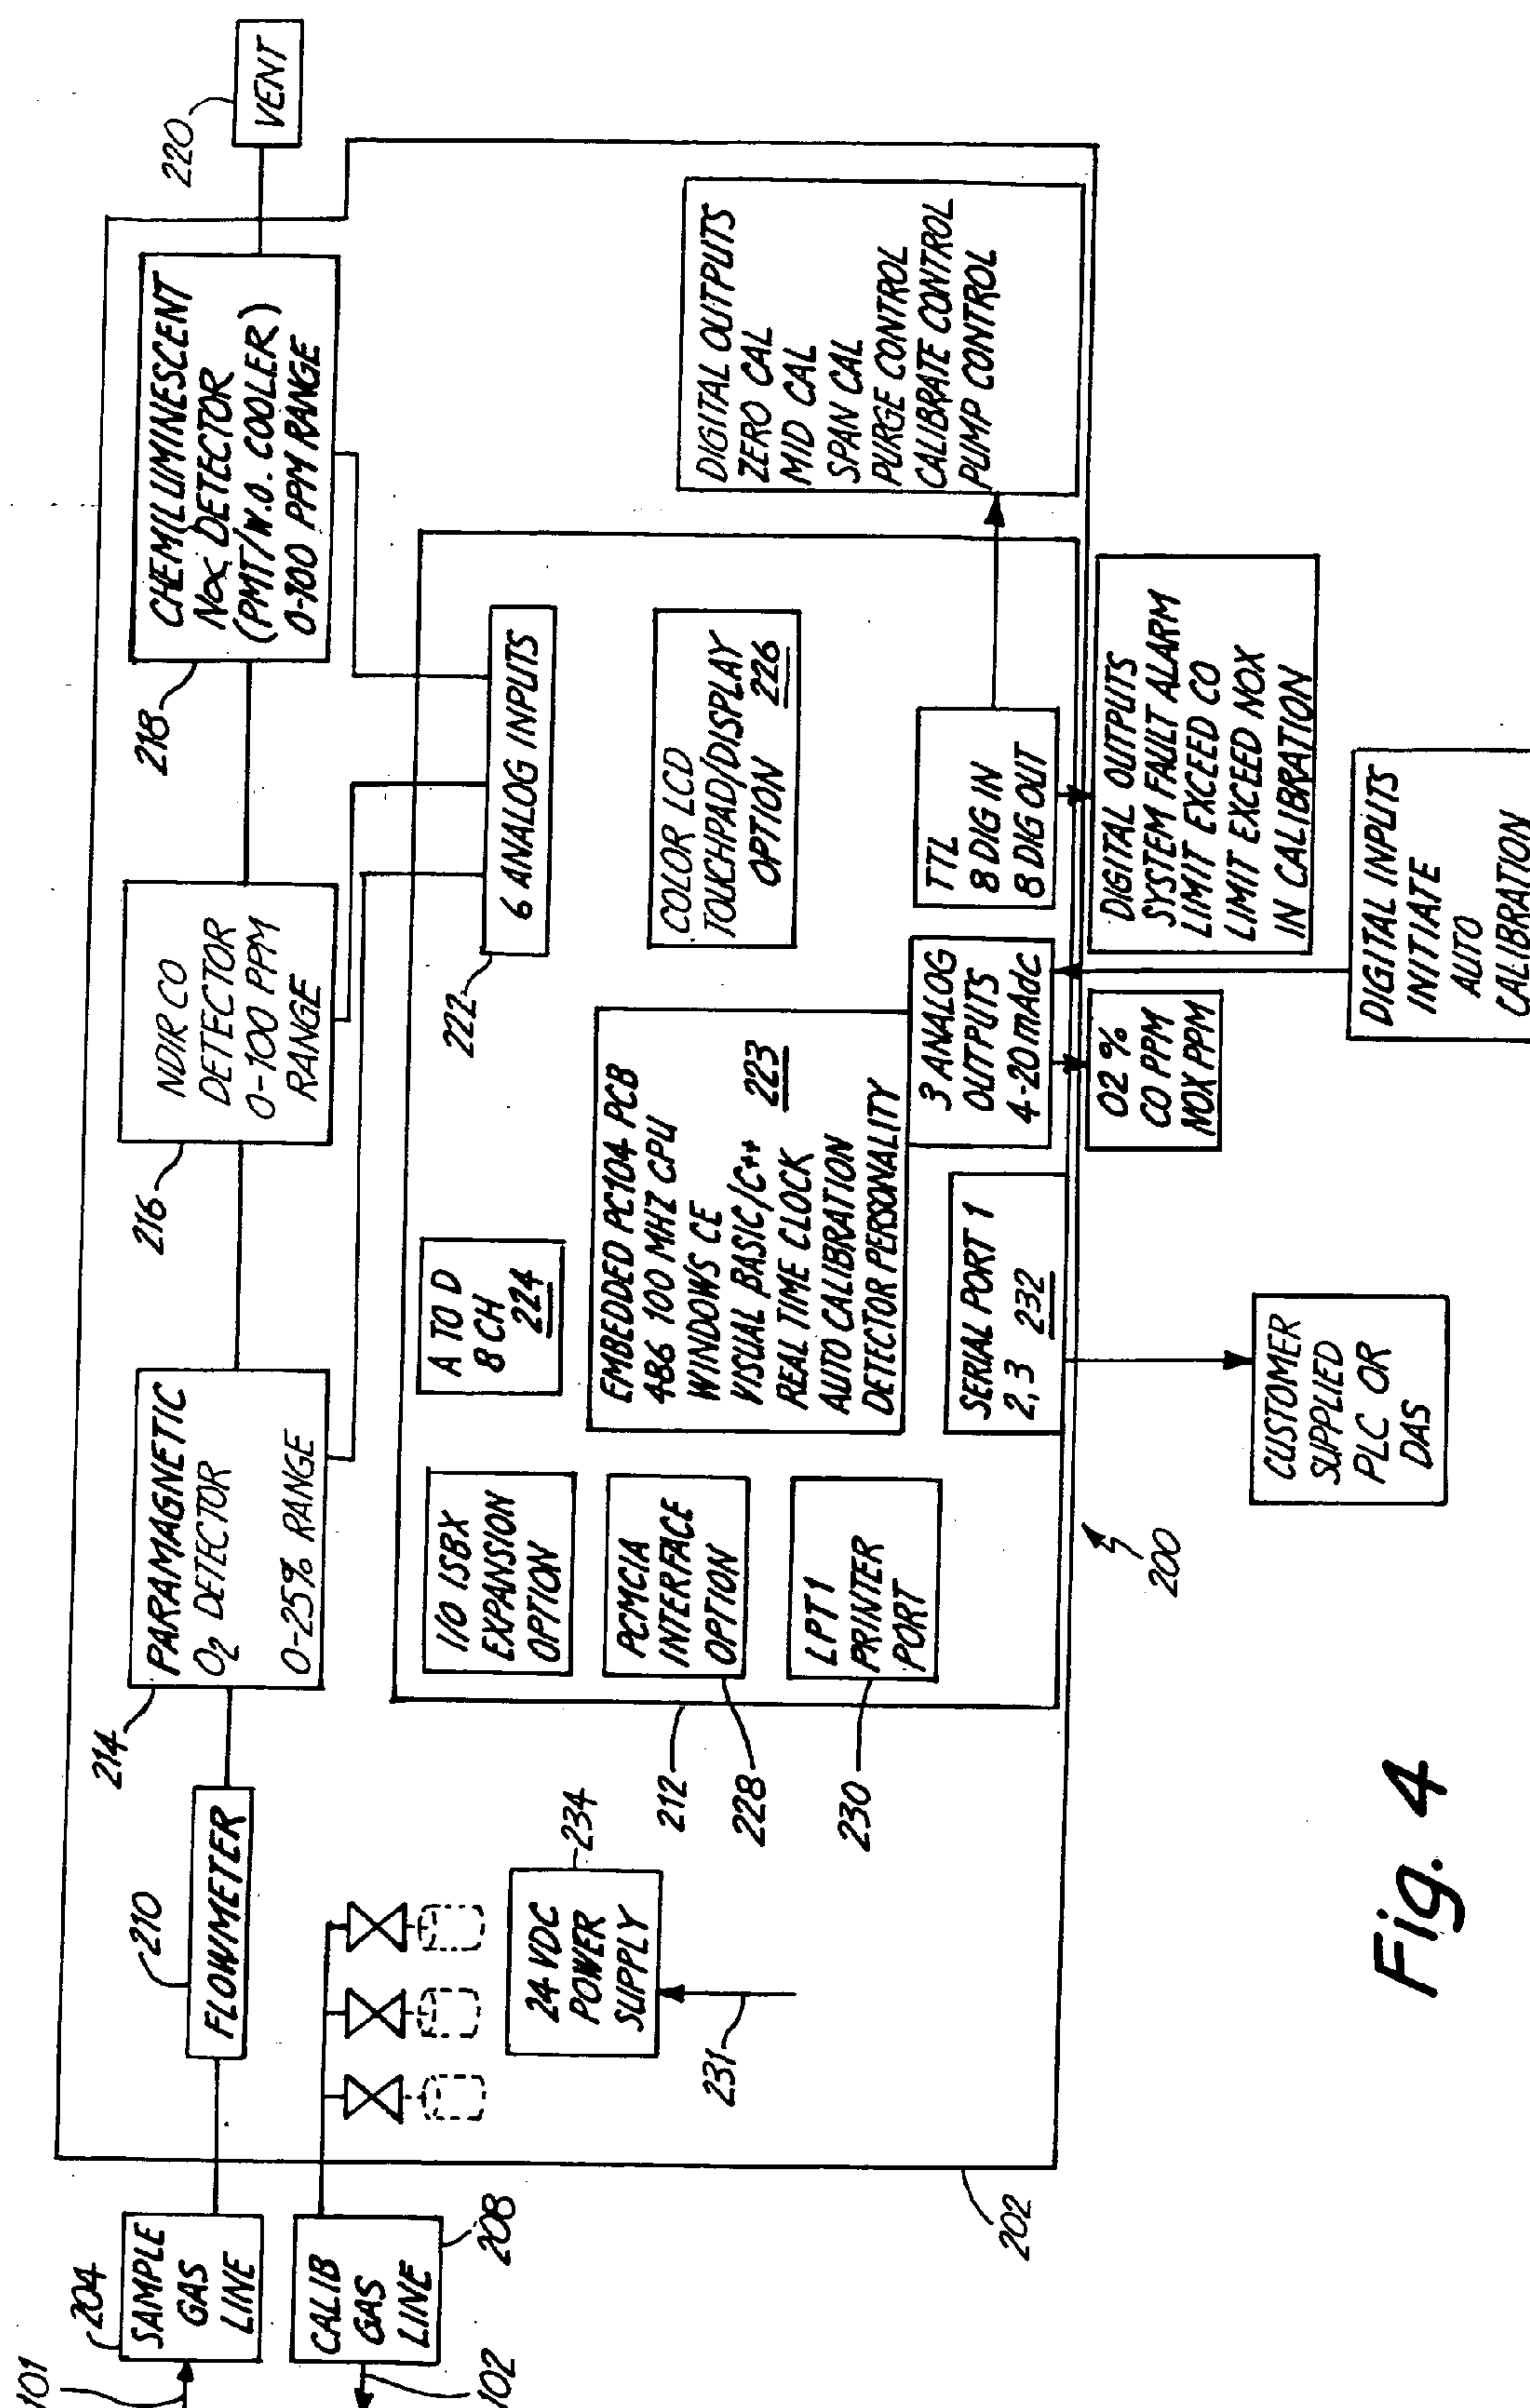 101
204
SAMPLE
GAS
LINE
CALIB
GAS
LINE
208
102
202
210
FLOWMETER
214
PARAMAGNETIC
O2 DETECTOR
0-25% RANGE
216
NDIR CO
DETECTOR
0-100 PPM
RANGE
218
CHEMILUMINESCENT
NOX DETECTOR
(PMT/W.O. COOLER)
0-100 PPM RANGE
220
VENT
24 VDC
POWER
SUPPLY
234
231
212
228
230
I/O ISBX
EXPANSION
OPTION
PCMCIA
INTERFACE
OPTION
LPT1
PRINTER
PORT
A TO D
8 CH
224
222
6 ANALOG INPUTS
EMBEDDED PC104 PCB
486 100 MHZ CPU
WINDOWS CE 223
VISUAL BASIC/C++
REAL TIME CLOCK
AUTO CALIBRATION
DETECTOR PERSONALITY
COLOR LCD
TOUCHPAD/DISPLAY
OPTION 226
SERIAL PORT 1
2, 3 232
3 ANALOG
OUTPUTS
4-20 mAdc
TTL
8 DIG IN
8 DIG OUT
DIGITAL OUTPUTS
ZERO CAL
MID CAL
SPAN CAL
PURGE CONTROL
CALIBRATE CONTROL
PUMP CONTROL
200
CUSTOMER
SUPPLIED
PLC OR
DAS
O2 %
CO PPM
NOX PPM
DIGITAL OUTPUTS
SYSTEM FAULT ALARM
LIMIT EXCEED CO
LIMIT EXCEED NOX
IN CALIBRATION
DIGITAL INPUTS
INITIATE
AUTO
CALIBRATION
Fig. 4